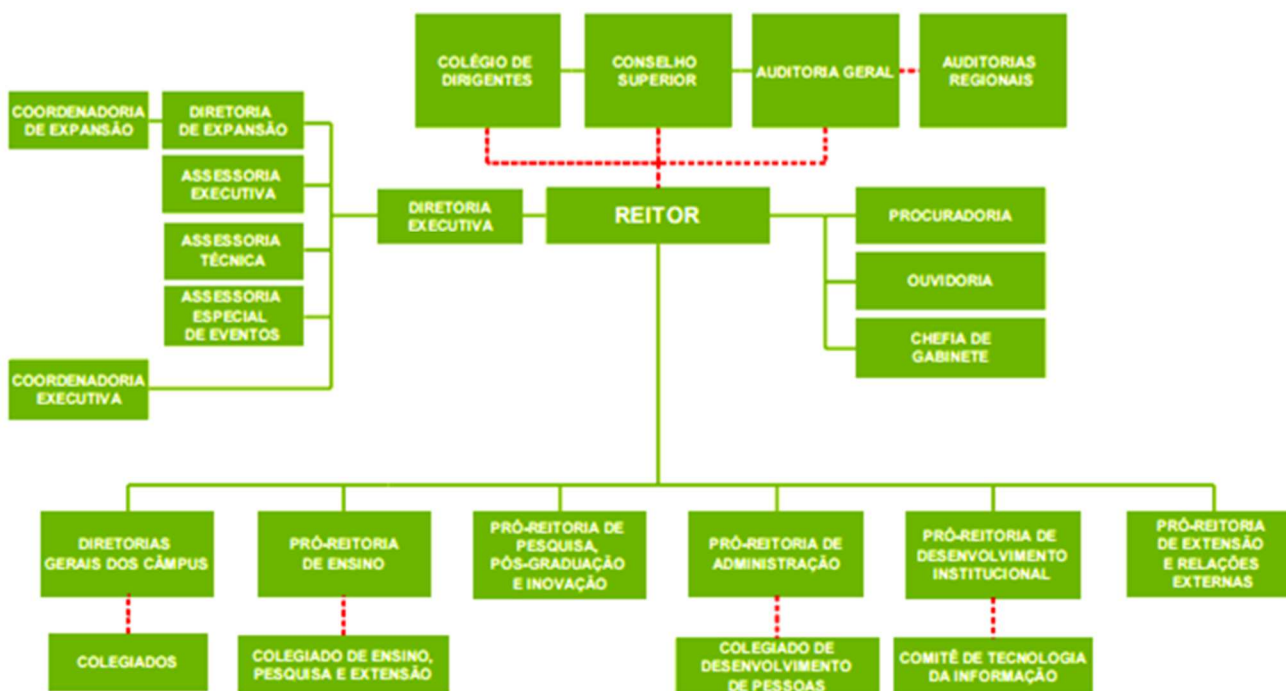 COLÉGIO DE
DIRIGENTES
CONSELHO
SUPERIOR
AUDITORIA GERAL
AUDITORIAS
REGIONAIS
COORDENADORIA
DE EXPANSÃO
DIRETORIA
DE EXPANSÃO
ASSESSORIA
EXECUTIVA
ASSESSORIA
TÉCNICA
ASSESSORIA
ESPECIAL
DE EVENTOS
COORDENADORIA
EXECUTIVA
DIRETORIA
EXECUTIVA
REITOR
PROCURADORIA
OUVIDORIA
CHEFIA DE
GABINETE
DIRETORIAS
GERAIS DOS CÂMPUS
PRÓ-REITORIA
DE ENSINO
PRÓ-REITORIA DE
PESQUISA,
PÓS-GRADUAÇÃO
E INOVAÇÃO
PRÓ-REITORIA DE
ADMINISTRAÇÃO
PRÓ-REITORIA DE
DESENVOLVIMENTO
INSTITUCIONAL
PRÓ-REITORIA
DE EXTENSÃO
E RELAÇÕES
EXTERNAS
COLEGIADOS
COLEGIADO DE ENSINO,
PESQUISA E EXTENSÃO
COLEGIADO DE
DESENVOLVIMENTO
DE PESSOAS
COMITÊ DE TECNOLOGIA
DA INFORMAÇÃO